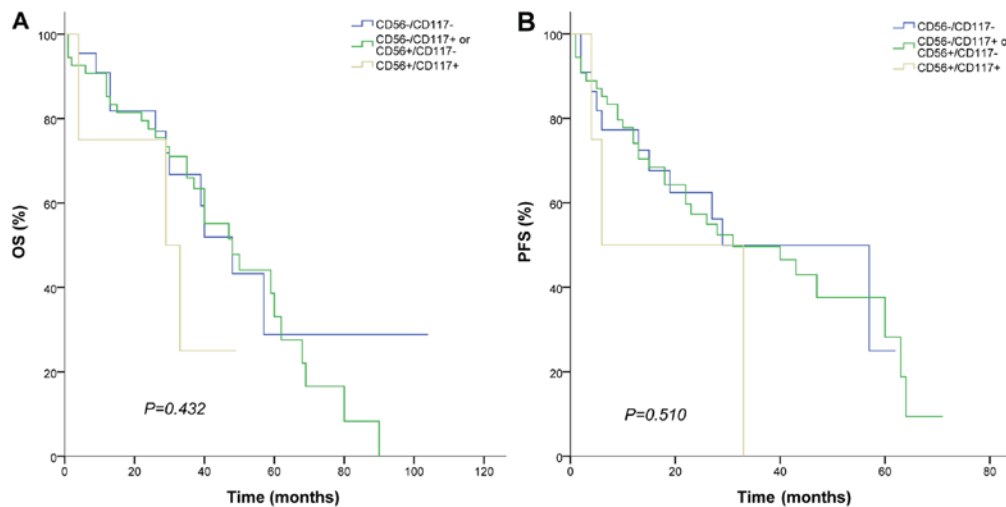 A
CD56-/CD117-
CD56-/CD117+ or
CD56+/CD117-
CD56+/CD117+
100
80
60
40
20
0
OS (%)
P=0.432
0 20 40 60 80 100 120
Time (months)
B
CD56-/CD117-
CD56-/CD117+ o
CD56+/CD117-
CD56+/CD117+
100
80
60
40
20
0
PFS (%)
P=0.510
0 20 40 60 80
Time (months)